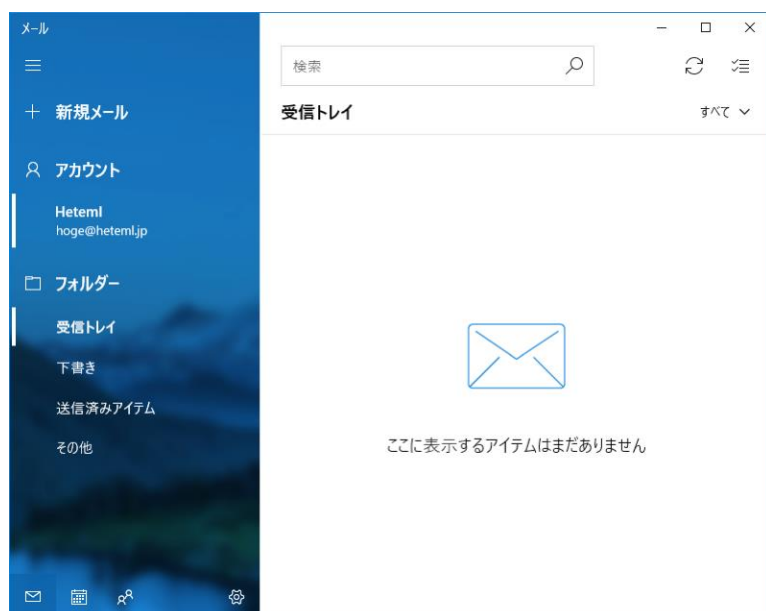 メール
検索
新規メール
受信トレイ
すべて
アカウント
Heteml
hoge@heteml.jp
フォルダー
受信トレイ
下書き
送信済みアイテム
その他
ここに表示するアイテムはまだありません